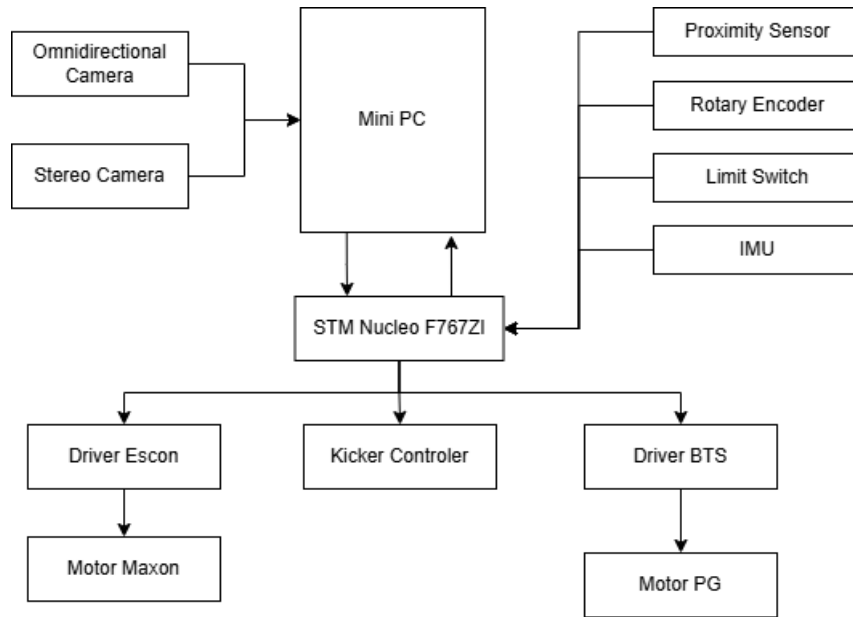 Omnidirectional
Camera
Stereo Camera
Mini PC
Proximity Sensor
Rotary Encoder
Limit Switch
IMU
STM Nucleo F767ZI
Driver Escon
Kicker Controler
Driver BTS
Motor Maxon
Motor PG